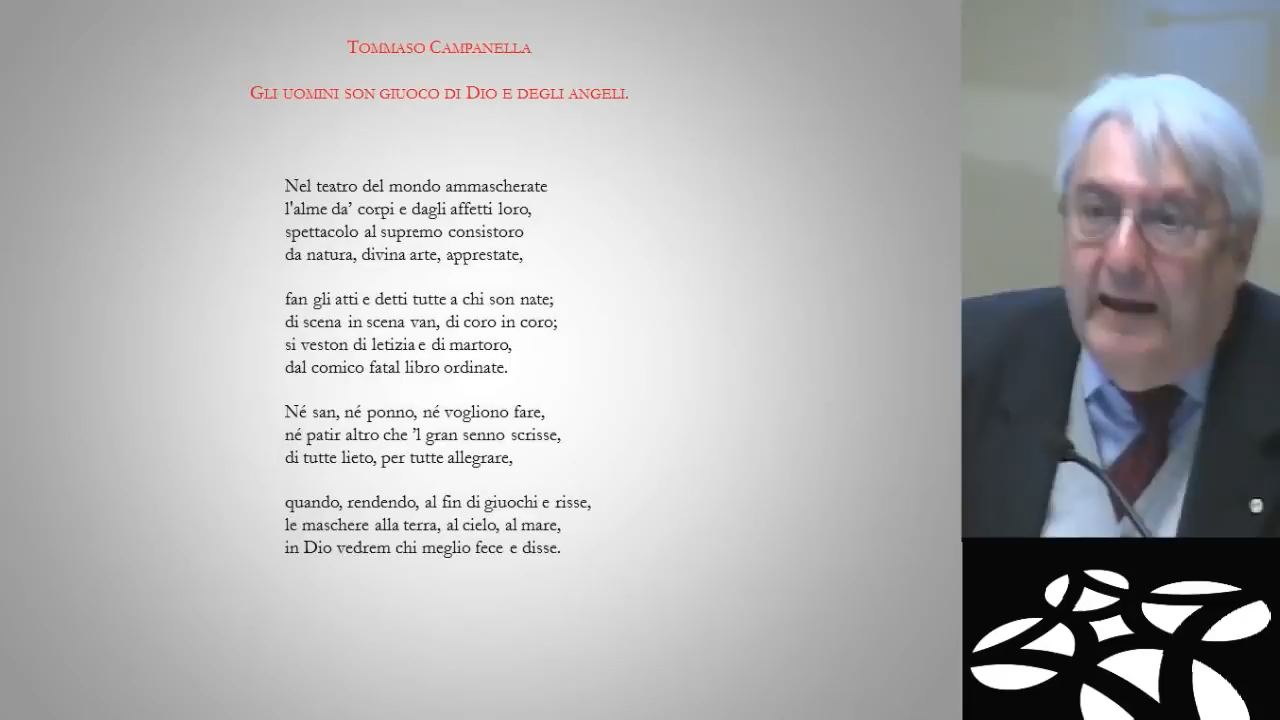 TOMMASO CAMPANELLA
GLI UOMINI SON GIUOCO DI DIO E DEGLI ANGELI.
Nel teatro del mondo ammascherate
l'alme da’ corpi e dagli affetti loro,
spettacolo al supremo consistoro
da natura, divina arte, apprestate,
fan gli atti e detti tutte a chi son nate;
di scena in scena van, di coro in coro;
si veston di letizia e di martoro,
dal comico fatal libro ordinate.
Né san, né ponno, né vogliono fare,
né patir altro che ’l gran senno scrisse,
di tutte lieto, per tutte allegrare,
quando, rendendo, al fin di giuochi e risse,
le maschere alla terra, al cielo, al mare,
in Dio vedrem chi meglio fece e disse.